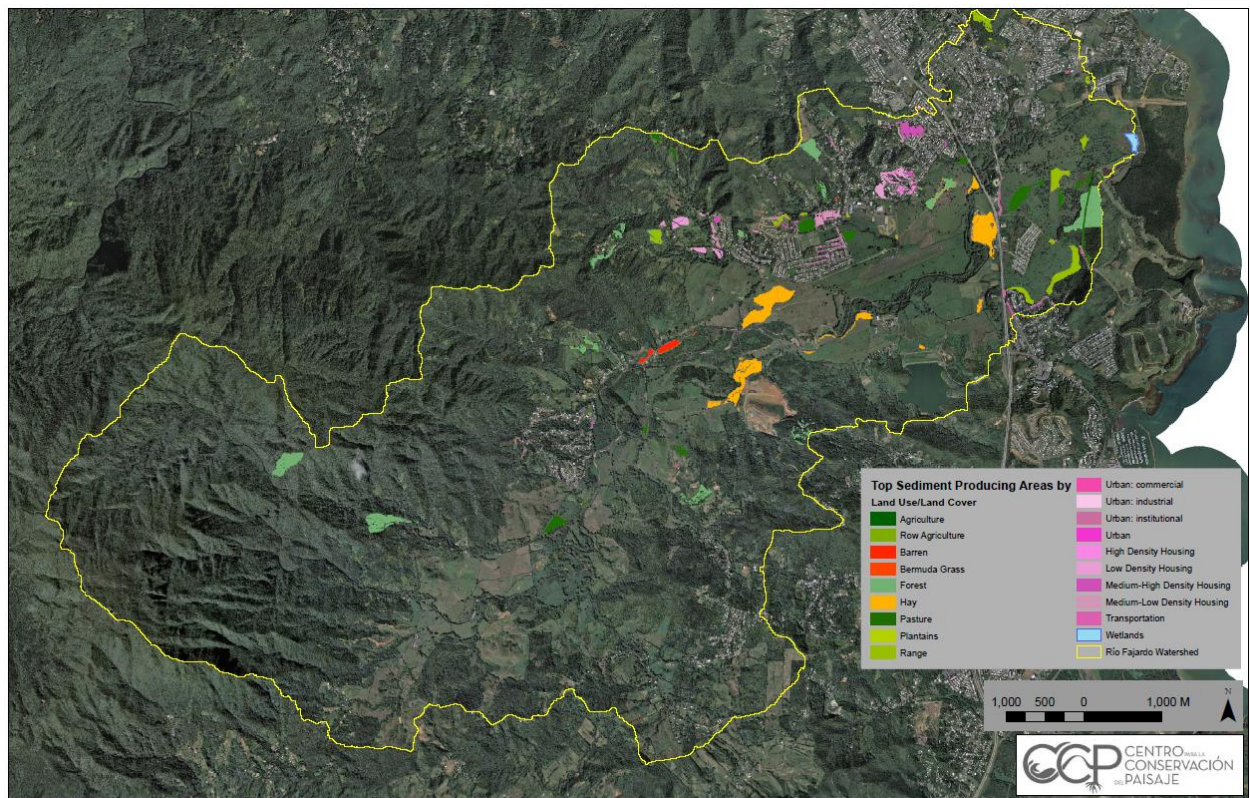 Top Sediment Producing Areas by
Land Use/Land Cover
Agriculture
Row Agriculture
Barren
Bermuda Grass
Forest
Hay
Pasture
Plantains
Range
Urban: commercial
Urban: industrial
Urban: institutional
Urban
High Density Housing
Low Density Housing
Medium-High Density Housing
Medium-Low Density Housing
Transportation
Wetlands
Río Fajardo Watershed
1,000 500 0 1,000 M
N
CCP
CENTRO PARA LA
CONSERVACIÓN
DEL PAISAJE